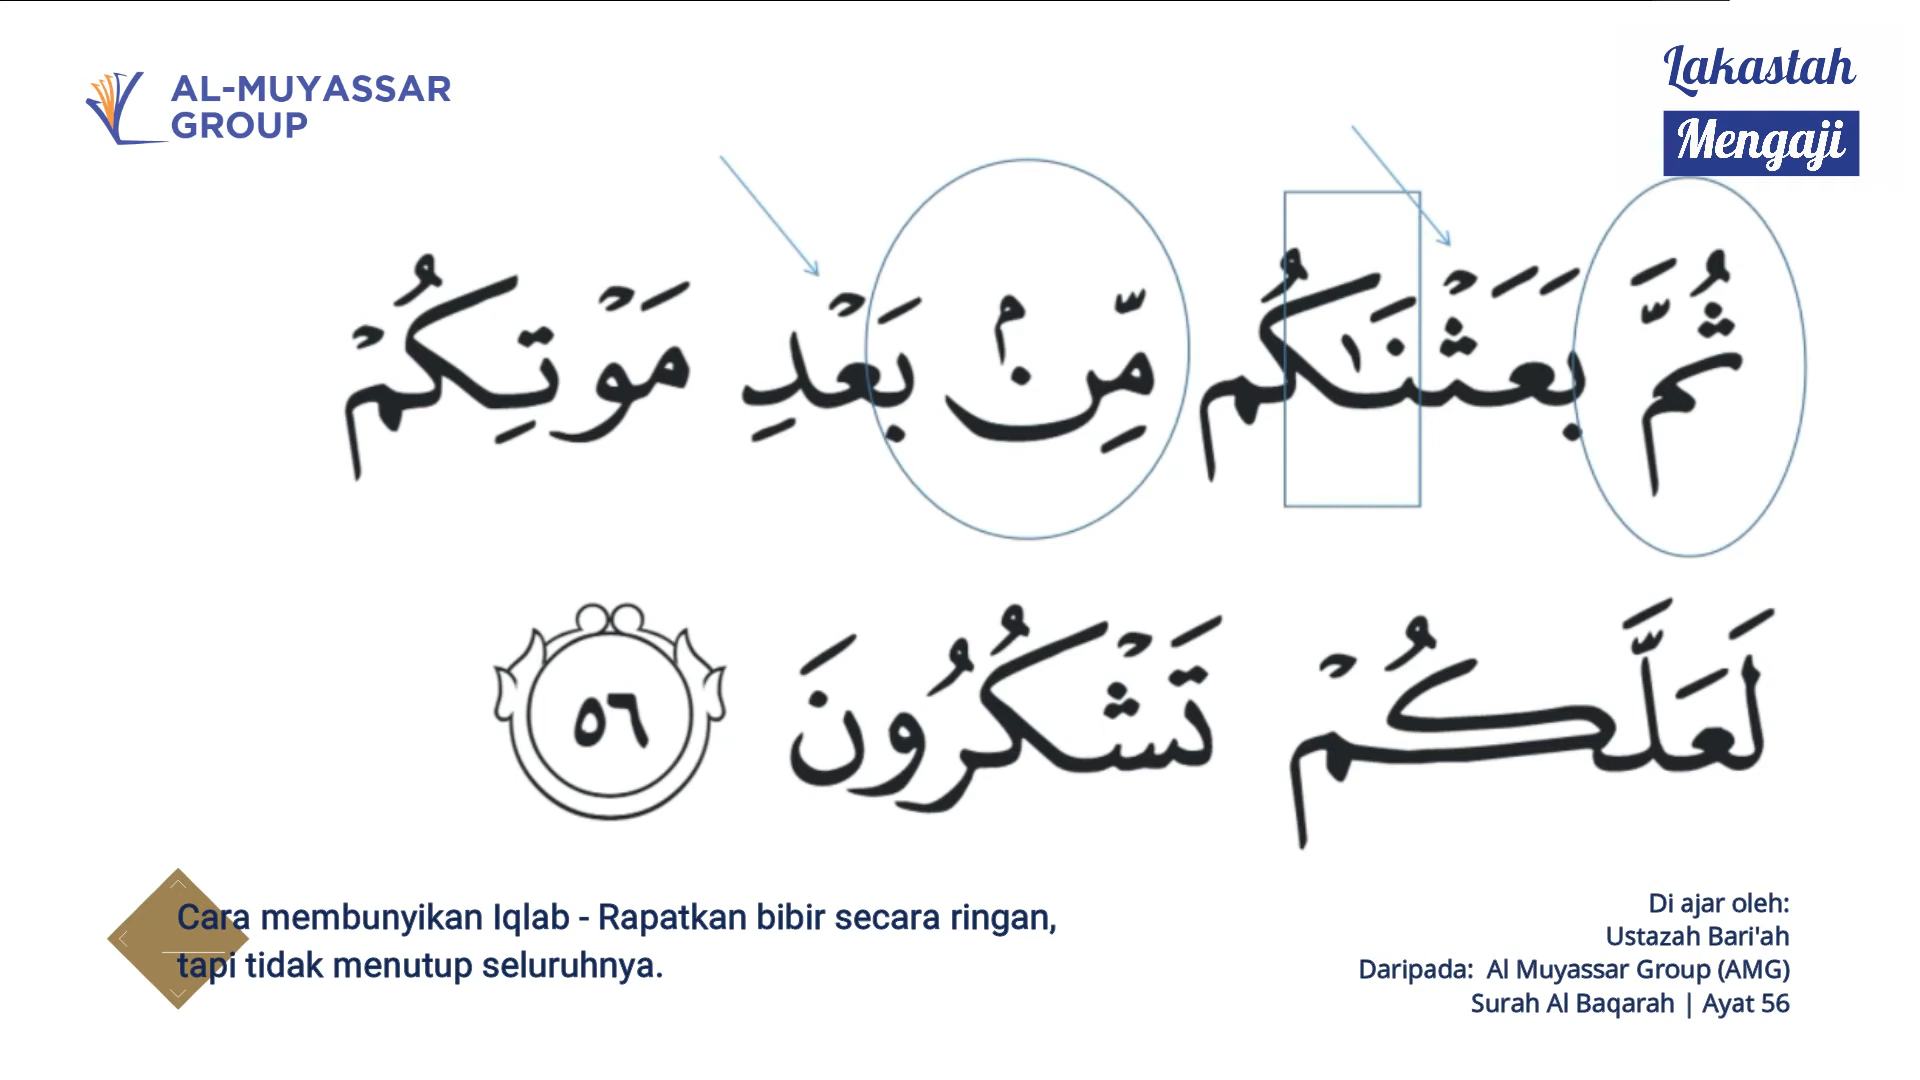 AL-MUYASSAR
GROUP
Lakastah
Mengaji
ثُمَّ بَعَثْنَٰكُم مِّنۢ بَعْدِ مَوْتِكُمْ
لَعَلَّكُمْ تَشْكُرُونَ ٥٦
Cara membunyikan Iqlab - Rapatkan bibir secara ringan,
tapi tidak menutup seluruhnya.
Di ajar oleh:
Ustazah Bari'ah
Daripada: Al Muyassar Group (AMG)
Surah Al Baqarah | Ayat 56